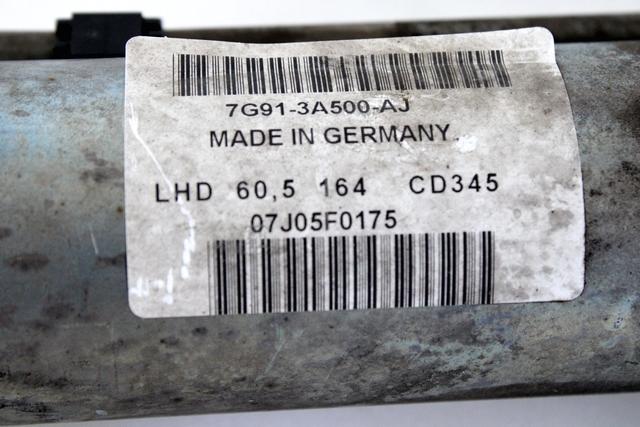 7G91-3A500-AJ
MADE IN GERMANY
LHD 60,5 164 CD345
07J05F0175